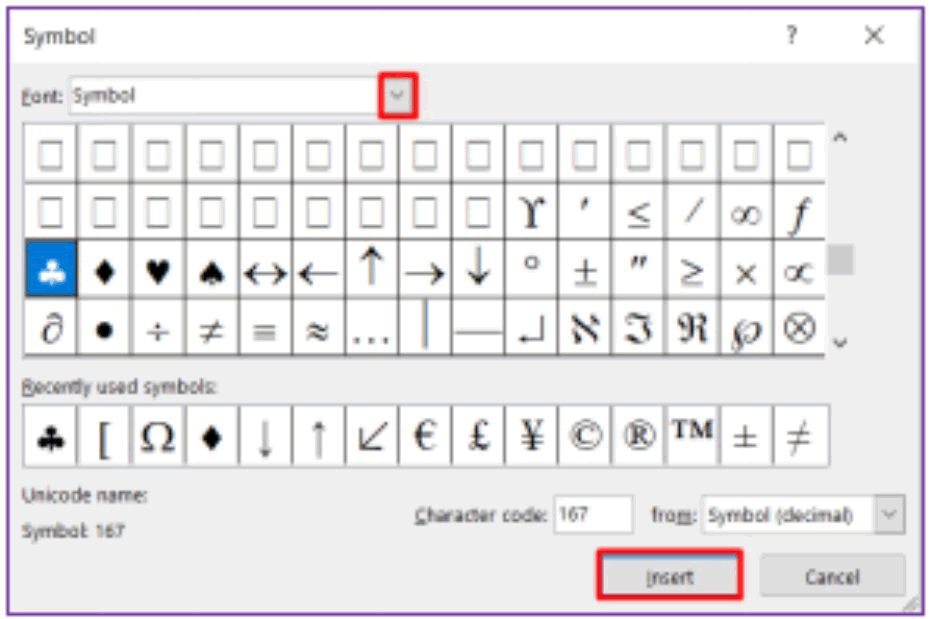 Symbol ? ×
Font: Symbol
□ □ □ □ □ □ □ □ □ □ □ □ □ □ □
□ □ □ □ □ □ □ □ □ ϒ ′ ≤ ⁄ ∞ ƒ
♣ ♦ ♥ ♠ ↔ ← ↑ → ↓ ° ± ″ ≥ × ∝
∂ • ÷ ≠ ≡ ≈ … ⏐ ⎯ ↵ ℵ ℑ ℜ ℘ ⊗
Recently used symbols:
♣ [ Ω ♦ ↓ ↑ ↙ € £ ¥ © ® ™ ± ≠
Unicode name:
Character code: 167 from: Symbol (decimal)
Symbol: 167
Insert Cancel